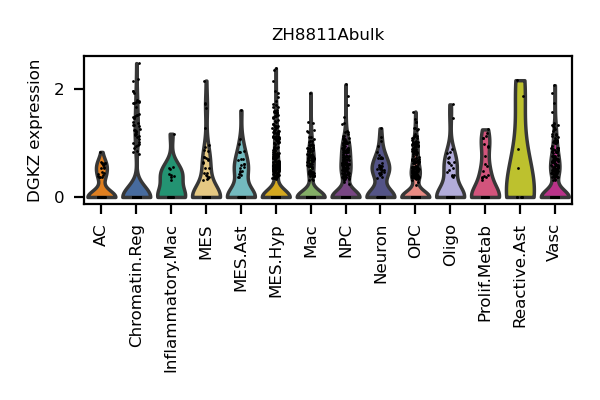 ZH8811Abulk
DGKZ expression
2
0
AC
Chromatin.Reg
Inflammatory.Mac
MES
MES.Ast
MES.Hyp
Mac
NPC
Neuron
OPC
Oligo
Prolif.Metab
Reactive.Ast
Vasc